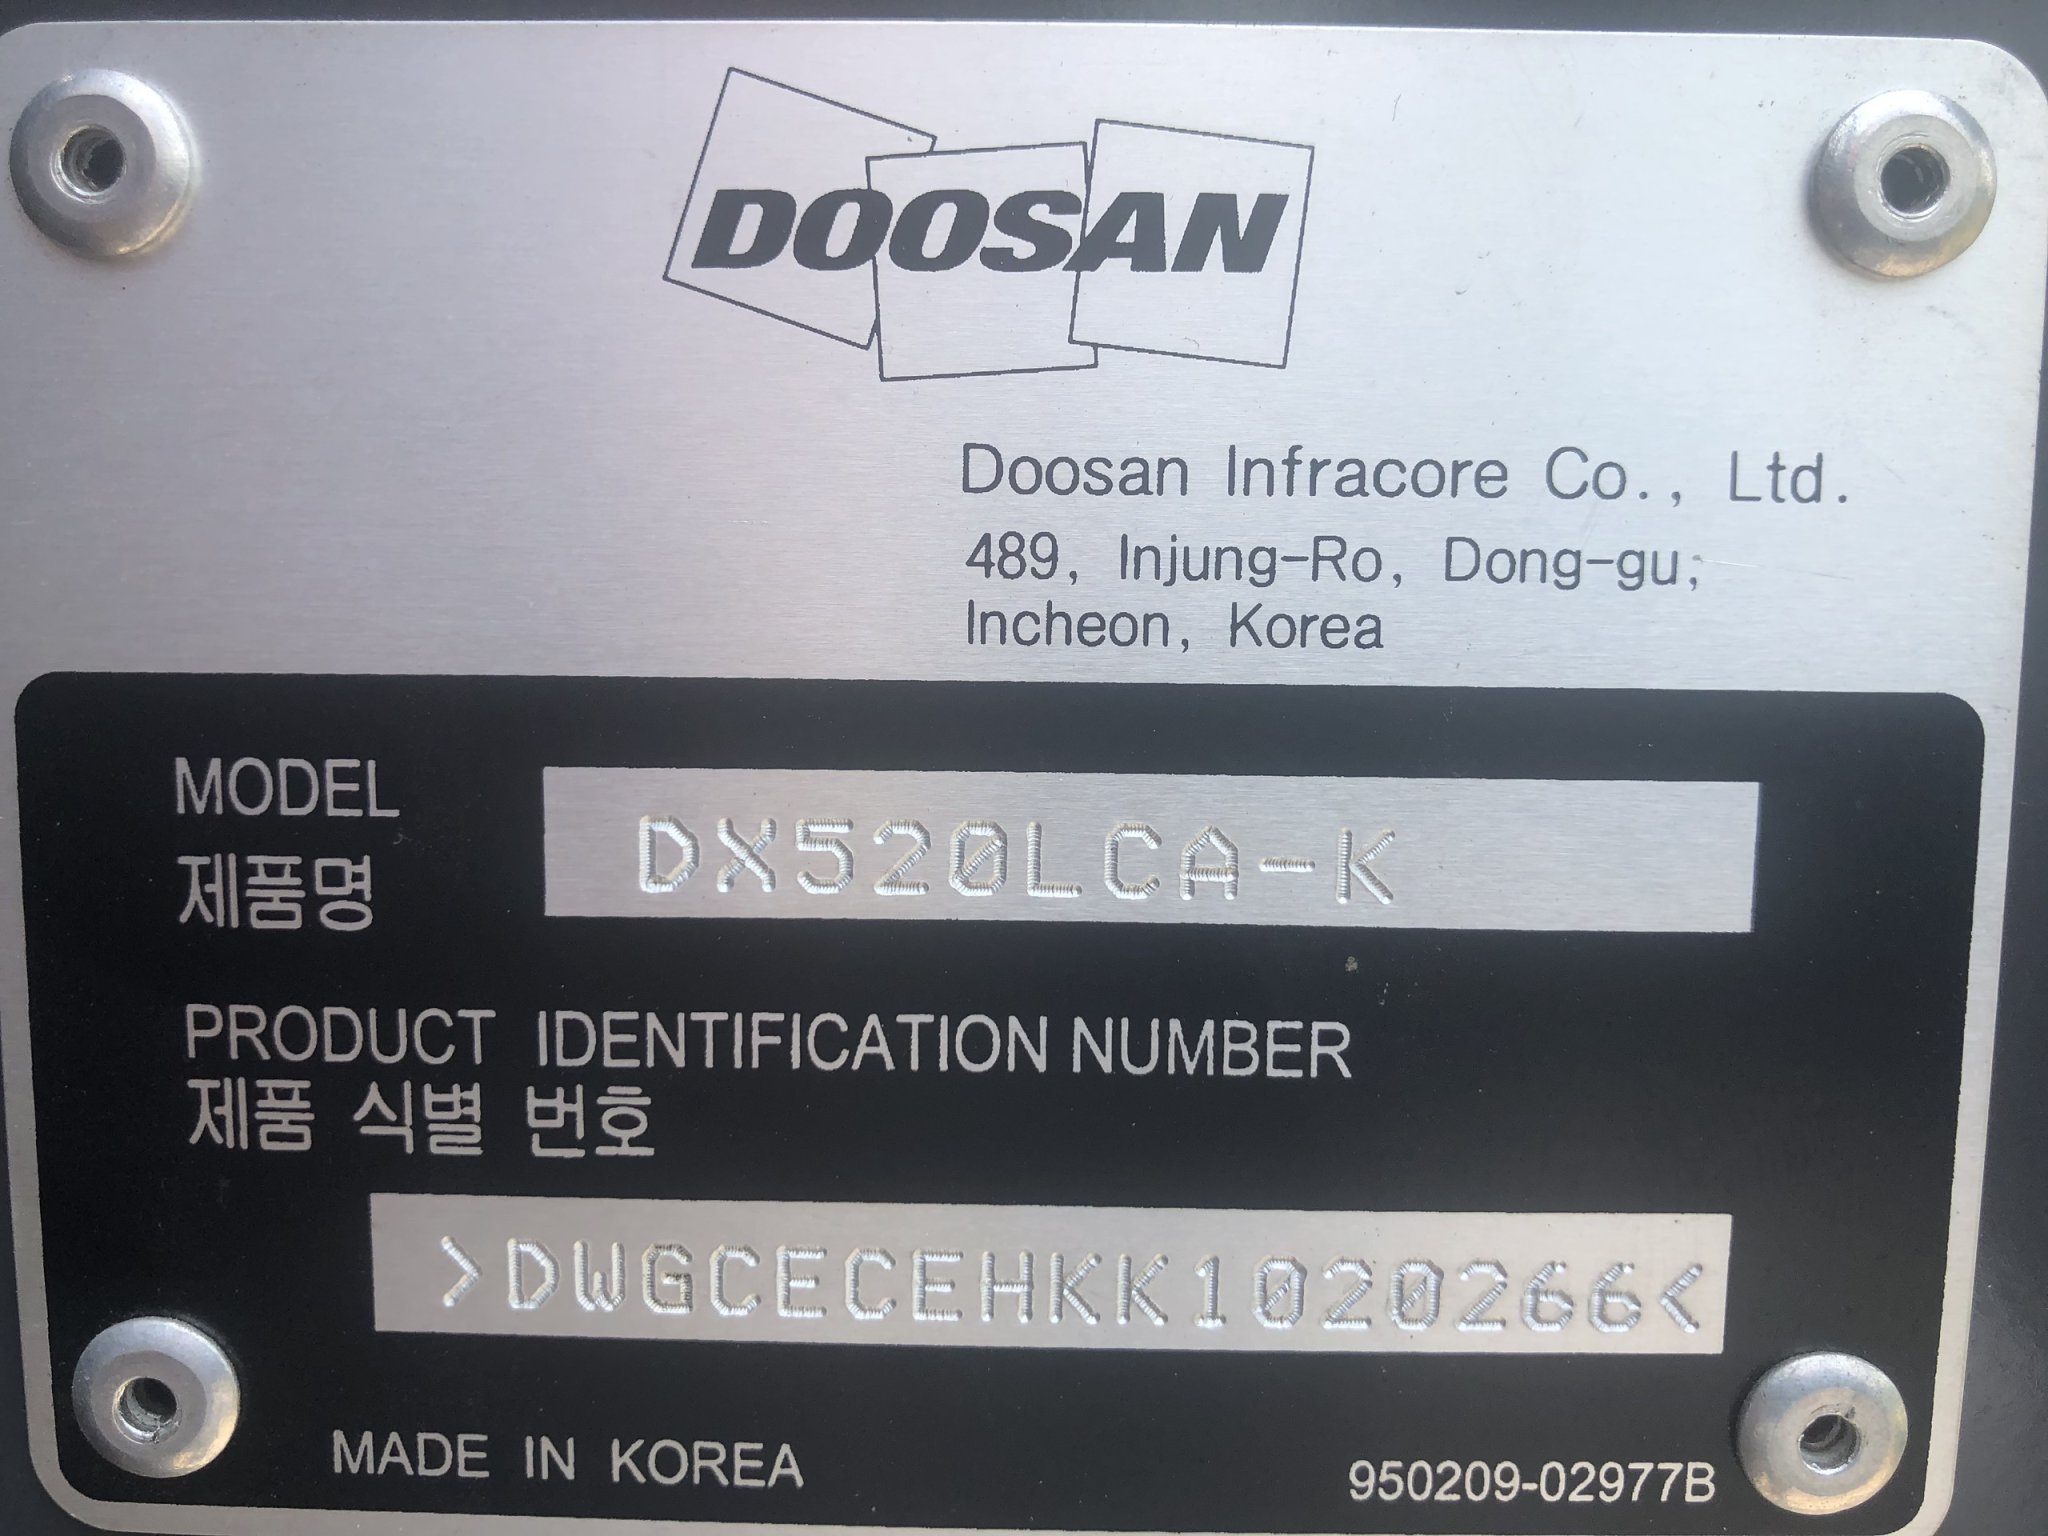 DOOSAN
Doosan Infracore Co., Ltd.
489, Injung-Ro, Dong-gu,
Incheon, Korea
MODEL
제품명
DX520LCA-K
PRODUCT IDENTIFICATION NUMBER
제품 식별 번호
>DWGCECEHKK1020266<
MADE IN KOREA
950209-02977B